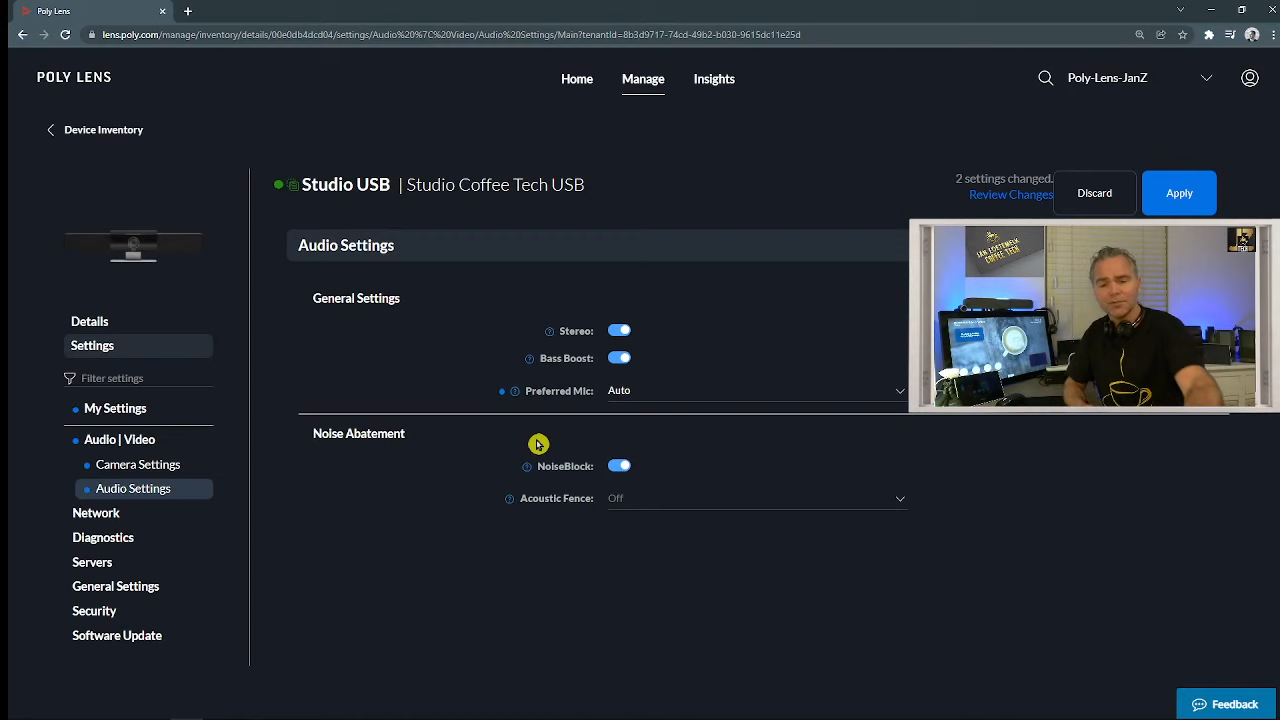 Poly Lens
lens.poly.com/manage/inventory/details/00e0db4dcd04/settings/Audio%20%7C%20Video/Audio%20Settings/Main?tenantId=8b3d9717-74cd-49b2-b030-9615dc11e25d
POLY LENS
Home
Manage
Insights
Poly-Lens-JanZ
Device Inventory
Studio USB | Studio Coffee Tech USB
2 settings changed.
Review Changes
Discard
Apply
Details
Settings
Filter settings
My Settings
Audio | Video
Camera Settings
Audio Settings
Network
Diagnostics
Servers
General Settings
Security
Software Update
Audio Settings
General Settings
Stereo:
Bass Boost:
Preferred Mic: Auto
Noise Abatement
NoiseBlock:
Acoustic Fence: Off
COFFEE TECH
TECH
Feedback